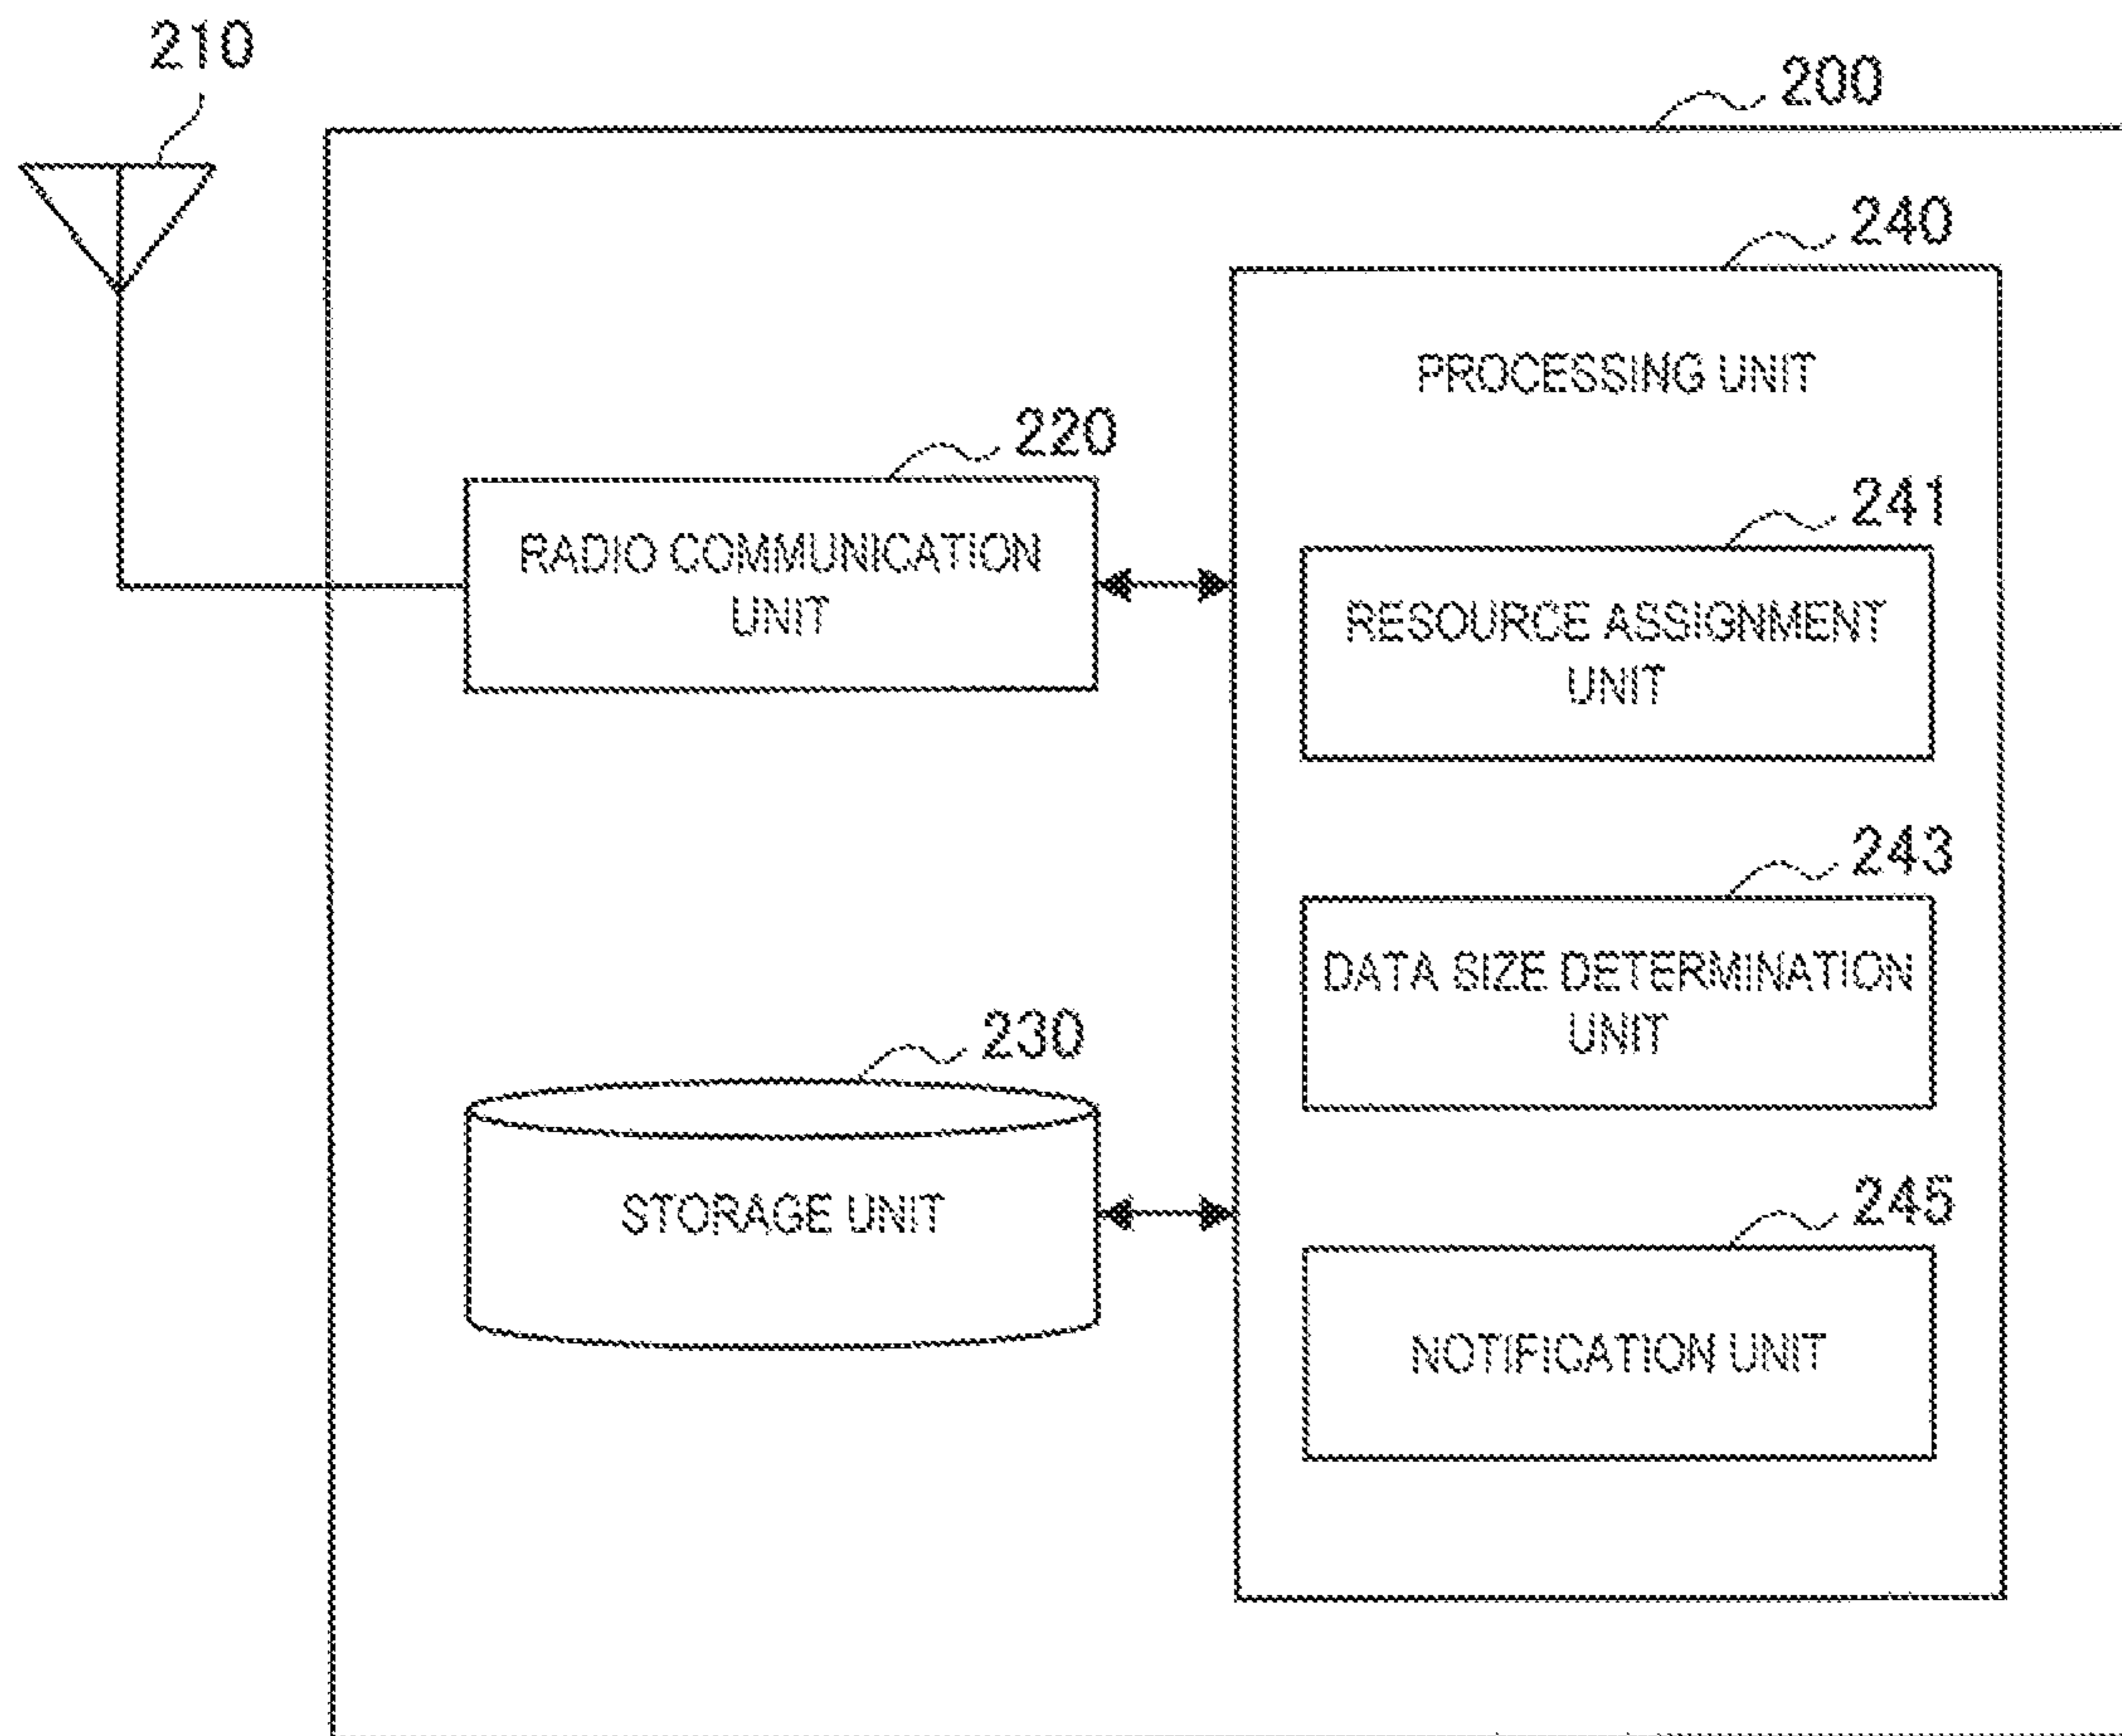 210
200
240
PROCESSING UNIT
220
RADIO COMMUNICATION
UNIT
241
RESOURCE ASSIGNMENT
UNIT
243
DATA SIZE DETERMINATION
UNIT
230
STORAGE UNIT
245
NOTIFICATION UNIT